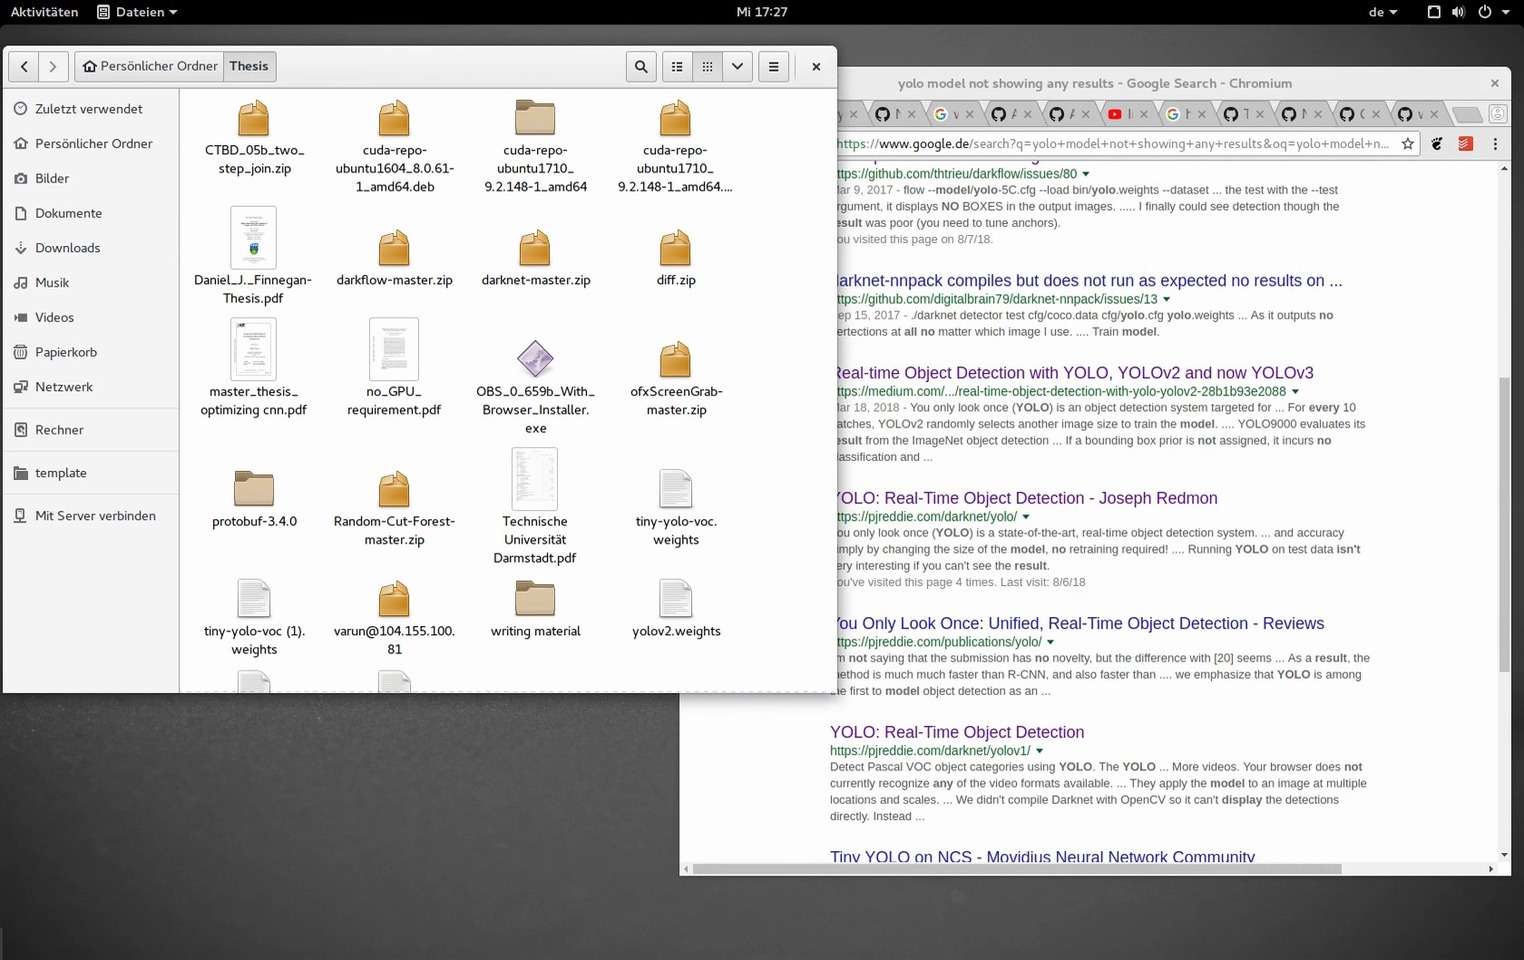 Aktivitäten
Dateien
Mi 17:27
de
Persönlicher Ordner
Thesis
Zuletzt verwendet
Persönlicher Ordner
Bilder
Dokumente
Downloads
Musik
Videos
Papierkorb
Netzwerk
Rechner
template
Mit Server verbinden
CTBD_05b_two_
step_join.zip
cuda-repo-
ubuntu1604_8.0.61-
1_amd64.deb
cuda-repo-
ubuntu1710_
9.2.148-1_amd64
cuda-repo-
ubuntu1710_
9.2.148-1_amd64....
Daniel_J._Finnegan-
Thesis.pdf
darkflow-master.zip
darknet-master.zip
diff.zip
master_thesis_
optimizing cnn.pdf
no_GPU_
requirement.pdf
OBS_0_659b_With_
Browser_Installer.
exe
ofxScreenGrab-
master.zip
protobuf-3.4.0
Random-Cut-Forest-
master.zip
Technische
Universität
Darmstadt.pdf
tiny-yolo-voc.
weights
tiny-yolo-voc (1).
weights
varun@104.155.100.
81
writing material
yolov2.weights
yolo model not showing any results - Google Search - Chromium
https://www.google.de/search?q=yolo+model+not+showing+any+results&oq=yolo+model+n...
ttps://github.com/thtrieu/darkflow/issues/80
ar 9, 2017 - flow --model/yolo-5C.cfg --load bin/yolo.weights --dataset ... the test with the --test
rgument, it displays NO BOXES in the output images. ..... I finally could see detection though the
esult was poor (you need to tune anchors).
ou visited this page on 8/7/18.
darknet-nnpack compiles but does not run as expected no results on ...
ttps://github.com/digitalbrain79/darknet-nnpack/issues/13
ep 15, 2017 - ./darknet detector test cfg/coco.data cfg/yolo.cfg yolo.weights ... As it outputs no
ertections at all no matter which image I use. .... Train model.
Real-time Object Detection with YOLO, YOLOv2 and now YOLOv3
ttps://medium.com/.../real-time-object-detection-with-yolo-yolov2-28b1b93e2088
ar 18, 2018 - You only look once (YOLO) is an object detection system targeted for ... For every 10
atches, YOLOv2 randomly selects another image size to train the model. .... YOLO9000 evaluates its
esult from the ImageNet object detection ... If a bounding box prior is not assigned, it incurs no
lassification and ...
YOLO: Real-Time Object Detection - Joseph Redmon
ttps://pjreddie.com/darknet/yolo/
ou only look once (YOLO) is a state-of-the-art, real-time object detection system. ... and accuracy
imply by changing the size of the model, no retraining required! .... Running YOLO on test data isn't
ery interesting if you can't see the result.
ou've visited this page 4 times. Last visit: 8/6/18
You Only Look Once: Unified, Real-Time Object Detection - Reviews
ttps://pjreddie.com/publications/yolo/
m not saying that the submission has no novelty, but the difference with [20] seems ... As a result, the
ethod is much much faster than R-CNN, and also faster than .... we emphasize that YOLO is among
e first to model object detection as an ...
YOLO: Real-Time Object Detection
https://pjreddie.com/darknet/yolov1/
Detect Pascal VOC object categories using YOLO. The YOLO ... More videos. Your browser does not
currently recognize any of the video formats available. ... They apply the model to an image at multiple
locations and scales. ... We didn't compile Darknet with OpenCV so it can't display the detections
directly. Instead ...
Tiny YOLO on NCS - Movidius Neural Network Community